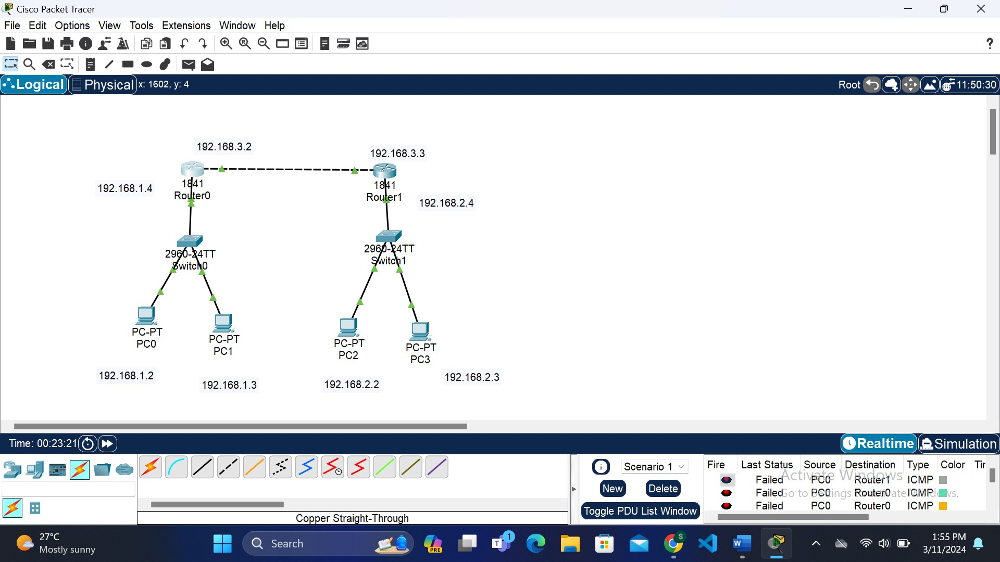 Cisco Packet Tracer
File Edit Options View Tools Extensions Window Help
?
Logical Physical x: 1602, y: 4 Root 11:50:30
192.168.3.2
192.168.3.3
1841
Router0
1841
Router1
192.168.1.4
192.168.2.4
2960-24TT
Switch0
2960-24TT
Switch1
PC-PT
PC0
PC-PT
PC1
PC-PT
PC2
PC-PT
PC3
192.168.1.2
192.168.1.3
192.168.2.2
192.168.2.3
Time: 00:23:21 Realtime Simulation
Scenario 1
New Delete
Toggle PDU List Window
Copper Straight-Through
Fire Last Status Source Destination Type Color Tir
Failed PC0 Router1 ICMP
Failed PC0 Router0 ICMP
Failed PC0 Router0 ICMP
Activate Windows
Go to Settings to activate Windows.
27°C
Mostly sunny
Search
PRE
T
1
S
W
1:55 PM
3/11/2024